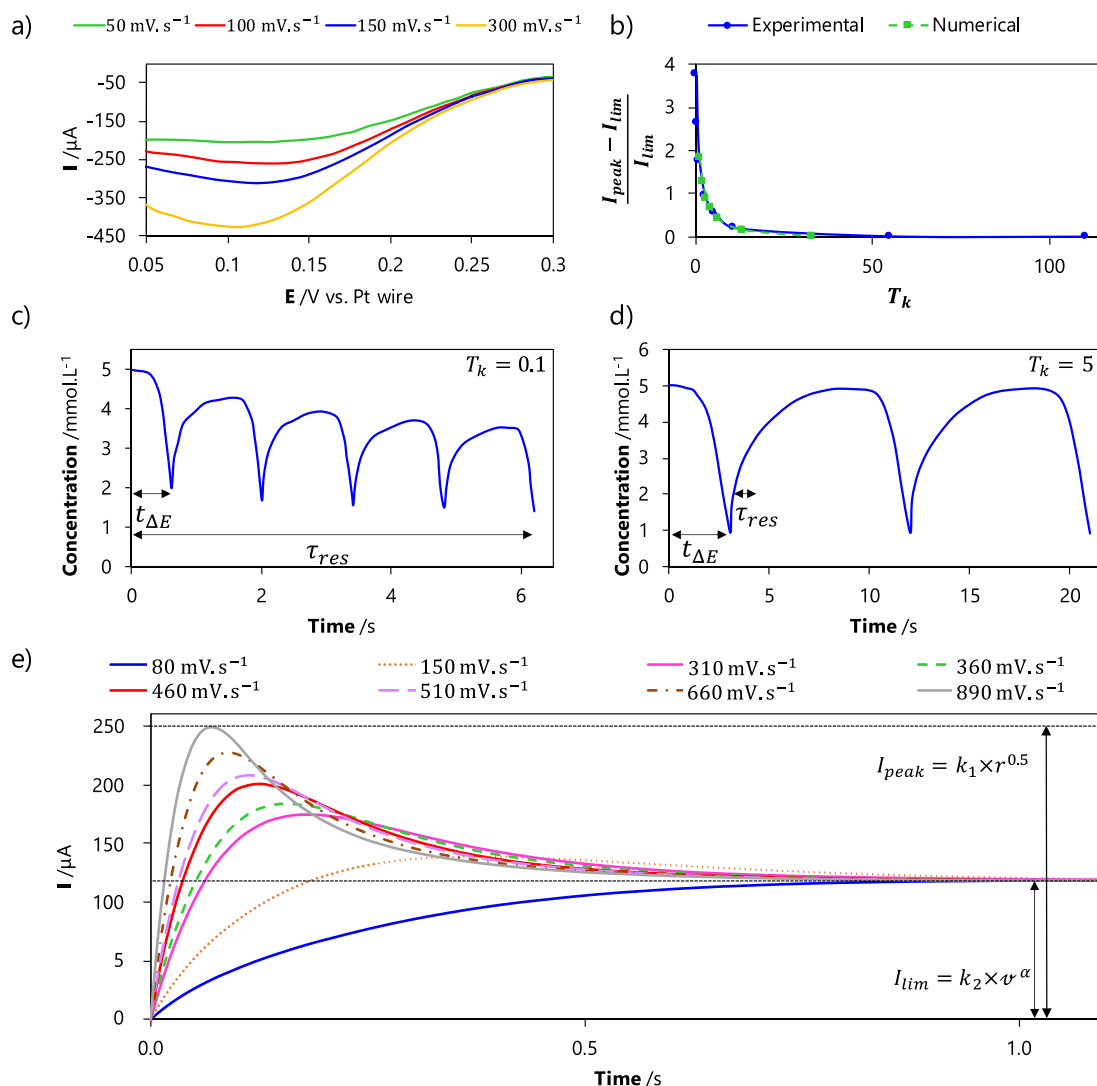 a)
50 mV.s⁻¹ 100 mV.s⁻¹ 150 mV.s⁻¹ 300 mV.s⁻¹
-50
-150
-250
-350
-450
I /µA
0.05 0.1 0.15 0.2 0.25 0.3
E /V vs. Pt wire
b)
Experimental Numerical
4
3
2
1
0
I_peak − I_lim
I_lim
0 50 100
T_k
c)
T_k = 0.1
5
4
3
2
1
0
Concentration /mmol.L⁻¹
t_ΔE
τ_res
0 2 4 6
Time /s
d)
T_k = 5
6
5
4
3
2
1
0
Concentration /mmol.L⁻¹
τ_res
t_ΔE
0 5 10 15 20
Time /s
e)
80 mV.s⁻¹ 150 mV.s⁻¹ 310 mV.s⁻¹ 360 mV.s⁻¹
460 mV.s⁻¹ 510 mV.s⁻¹ 660 mV.s⁻¹ 890 mV.s⁻¹
250
200
150
100
5
0
I /µA
I_peak = k₁×r⁰·⁵
I_lim = k₂×v^α
0.0 0.5 1.0
Time /s